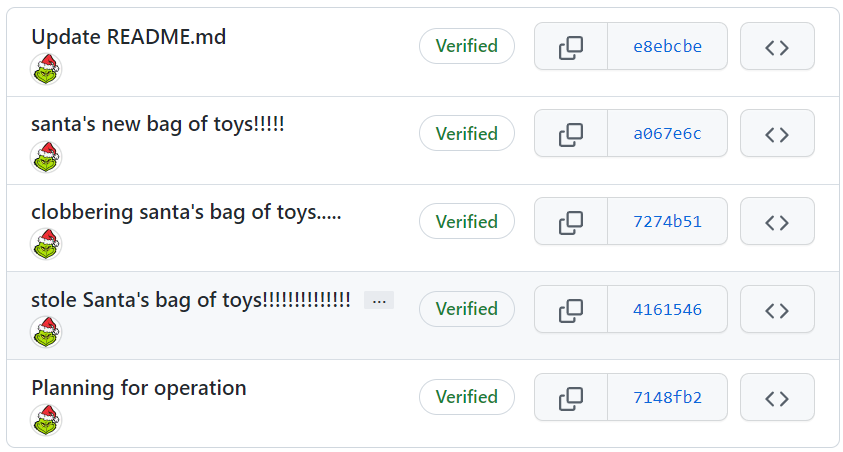 Update README.md Verified e8ebcbe <>
santa's new bag of toys!!!!! Verified a067e6c <>
clobbering santa's bag of toys..... Verified 7274b51 <>
stole Santa's bag of toys!!!!!!!!!!!!!! ... Verified 4161546 <>
Planning for operation Verified 7148fb2 <>